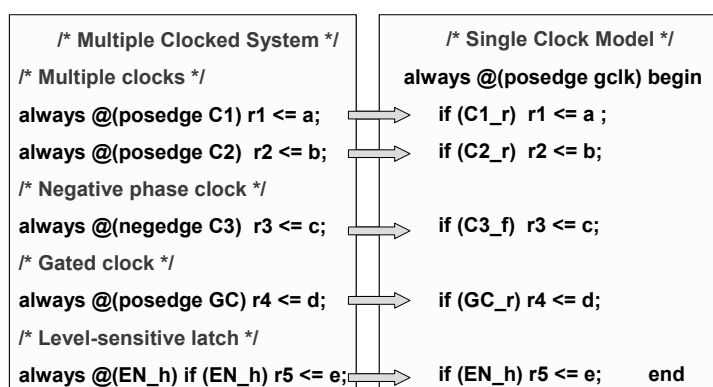 /* Multiple Clocked System */
/* Multiple clocks */
always @(posedge C1) r1 <= a;
always @(posedge C2) r2 <= b;
/* Negative phase clock */
always @(negedge C3) r3 <= c;
/* Gated clock */
always @(posedge GC) r4 <= d;
/* Level-sensitive latch */
always @(EN_h) if (EN_h) r5 <= e;
/* Single Clock Model */
always @(posedge gclk) begin
if (C1_r) r1 <= a ;
if (C2_r) r2 <= b;
if (C3_f) r3 <= c;
if (GC_r) r4 <= d;
if (EN_h) r5 <= e; end